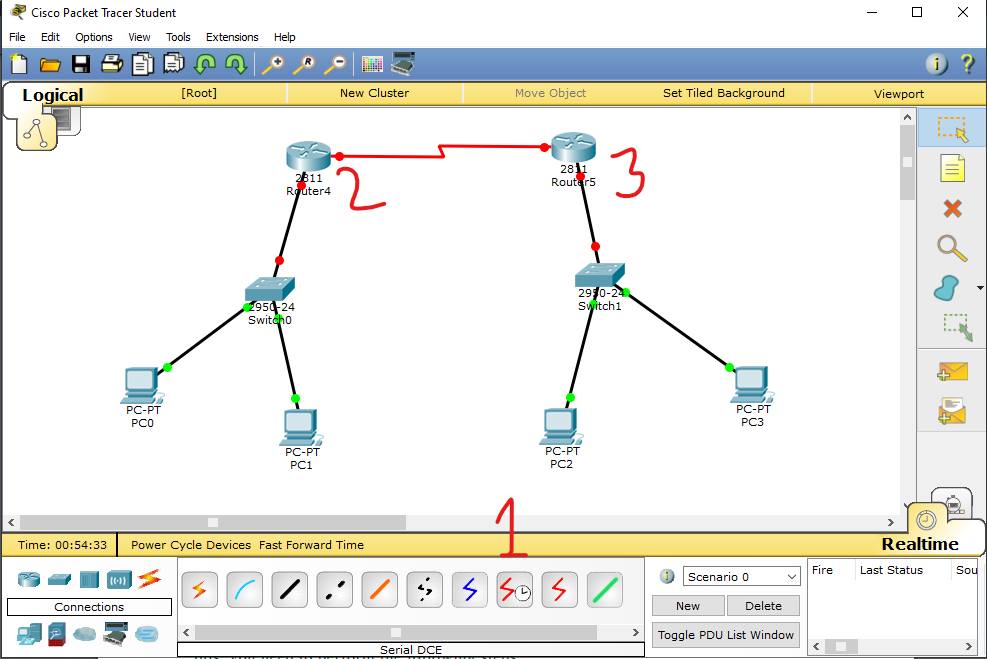 Cisco Packet Tracer Student
File Edit Options View Tools Extensions Help
Logical [Root] New Cluster Move Object Set Tiled Background Viewport
2811
Router4
2
2811
Router5
3
2950-24
Switch0
2950-24
Switch1
PC-PT
PC0
PC-PT
PC1
PC-PT
PC2
PC-PT
PC3
1
Time: 00:54:33 Power Cycle Devices Fast Forward Time Realtime
Connections
Serial DCE
Scenario 0
New Delete
Toggle PDU List Window
Fire Last Status Sou